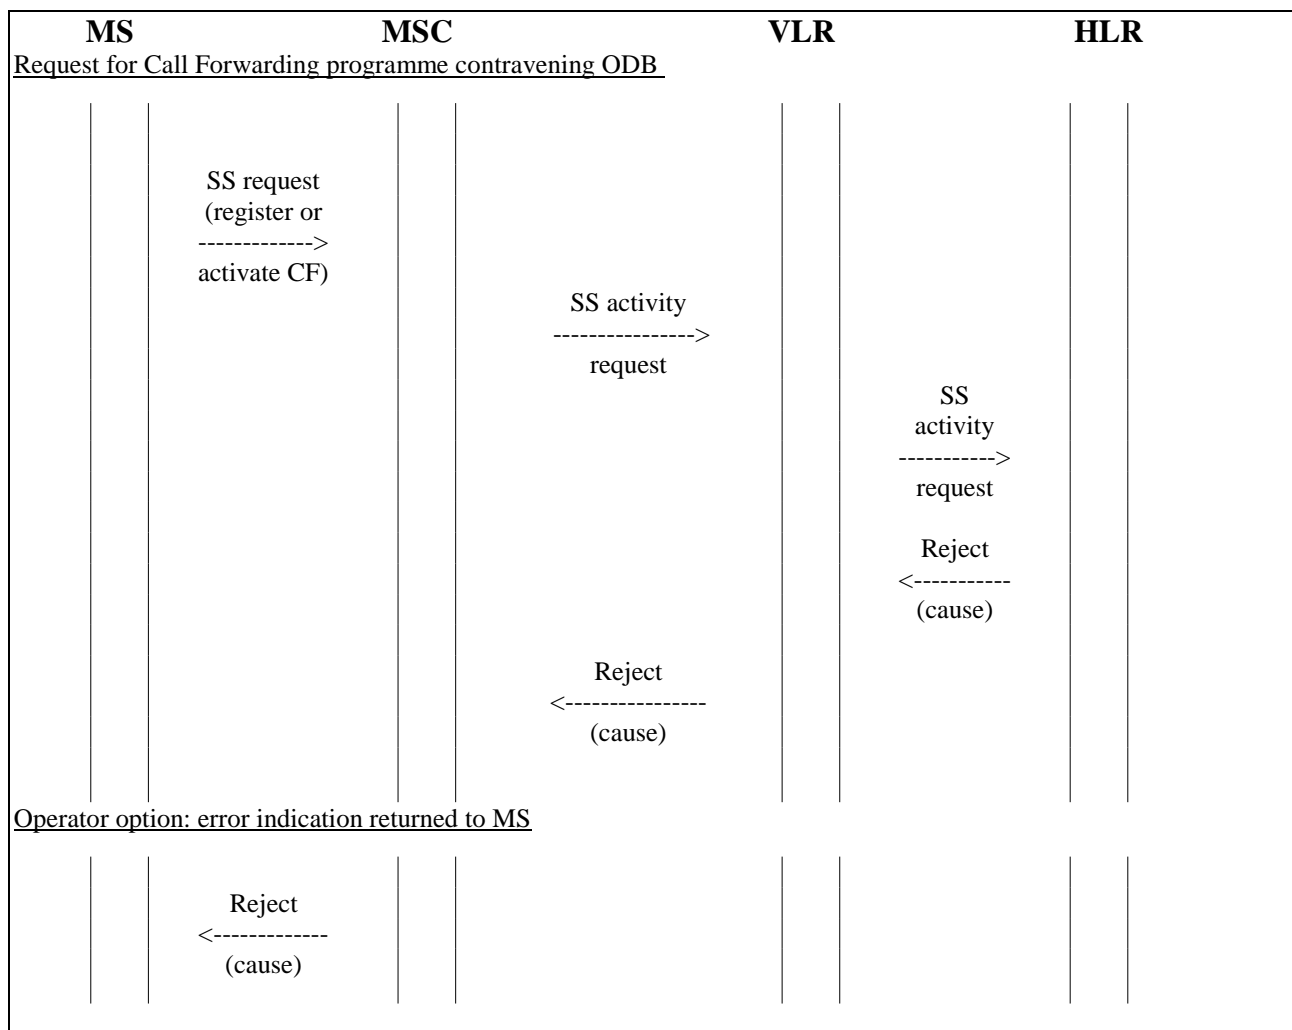 MS MSC VLR HLR
Request for Call Forwarding programme contravening ODB
SS request
(register or
------------->
activate CF)
SS activity
---------------->
request
SS
activity
----------->
request
Reject
<-----------
(cause)
Reject
<----------------
(cause)
Operator option: error indication returned to MS
Reject
<-------------
(cause)